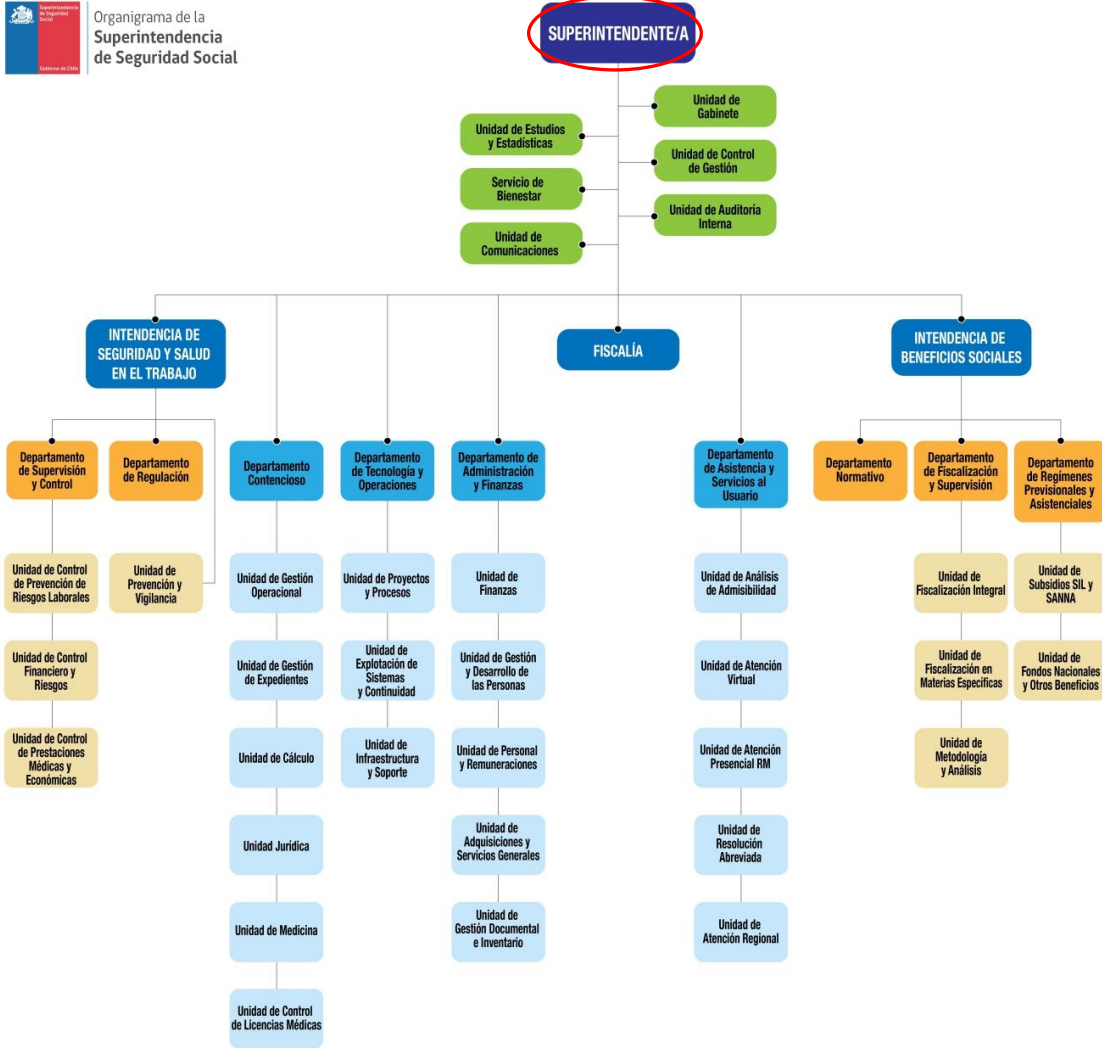 Superintendencia
de Seguridad
Social
Gobierno de Chile
Organigrama de la
Superintendencia
de Seguridad Social
SUPERINTENDENTE/A
Unidad de
Gabinete
Unidad de Estudios
y Estadísticas
Unidad de Control
de Gestión
Servicio de
Bienestar
Unidad de Auditoría
Interna
Unidad de
Comunicaciones
INTENDENCIA DE
SEGURIDAD Y SALUD
EN EL TRABAJO
FISCALÍA
INTENDENCIA DE
BENEFICIOS SOCIALES
Departamento
de Supervisión
y Control
Departamento
de Regulación
Departamento
Contencioso
Departamento
de Tecnología y
Operaciones
Departamento de
Administración
y Finanzas
Departamento
de Asistencia y
Servicios al
Usuario
Departamento
Normativo
Departamento
de Fiscalización
y Supervisión
Departamento
de Regímenes
Previsionales y
Asistenciales
Unidad de Control
de Prevención de
Riesgos Laborales
Unidad de
Prevención y
Vigilancia
Unidad de Gestión
Operacional
Unidad de Proyectos
y Procesos
Unidad de
Finanzas
Unidad de Análisis
de Admisibilidad
Unidad de
Fiscalización Integral
Unidad de
Subsidios SIL y
SANNA
Unidad de Control
Financiero y
Riesgos
Unidad de Gestión
de Expedientes
Unidad de
Explotación de
Sistemas
y Continuidad
Unidad de Gestión
y Desarrollo de
las Personas
Unidad de Atención
Virtual
Unidad de
Fiscalización en
Materias Específicas
Unidad de
Fondos Nacionales
y Otros Beneficios
Unidad de Control
de Prestaciones
Médicas y
Económicas
Unidad de Cálculo
Unidad de
Infraestructura
y Soporte
Unidad de Personal
y Remuneraciones
Unidad de Atención
Presencial RM
Unidad de
Metodología
y Análisis
Unidad Jurídica
Unidad de
Adquisiciones y
Servicios Generales
Unidad de
Resolución
Abreviada
Unidad de Medicina
Unidad de
Gestión Documental
e Inventario
Unidad de
Atención Regional
Unidad de Control
de Licencias Médicas